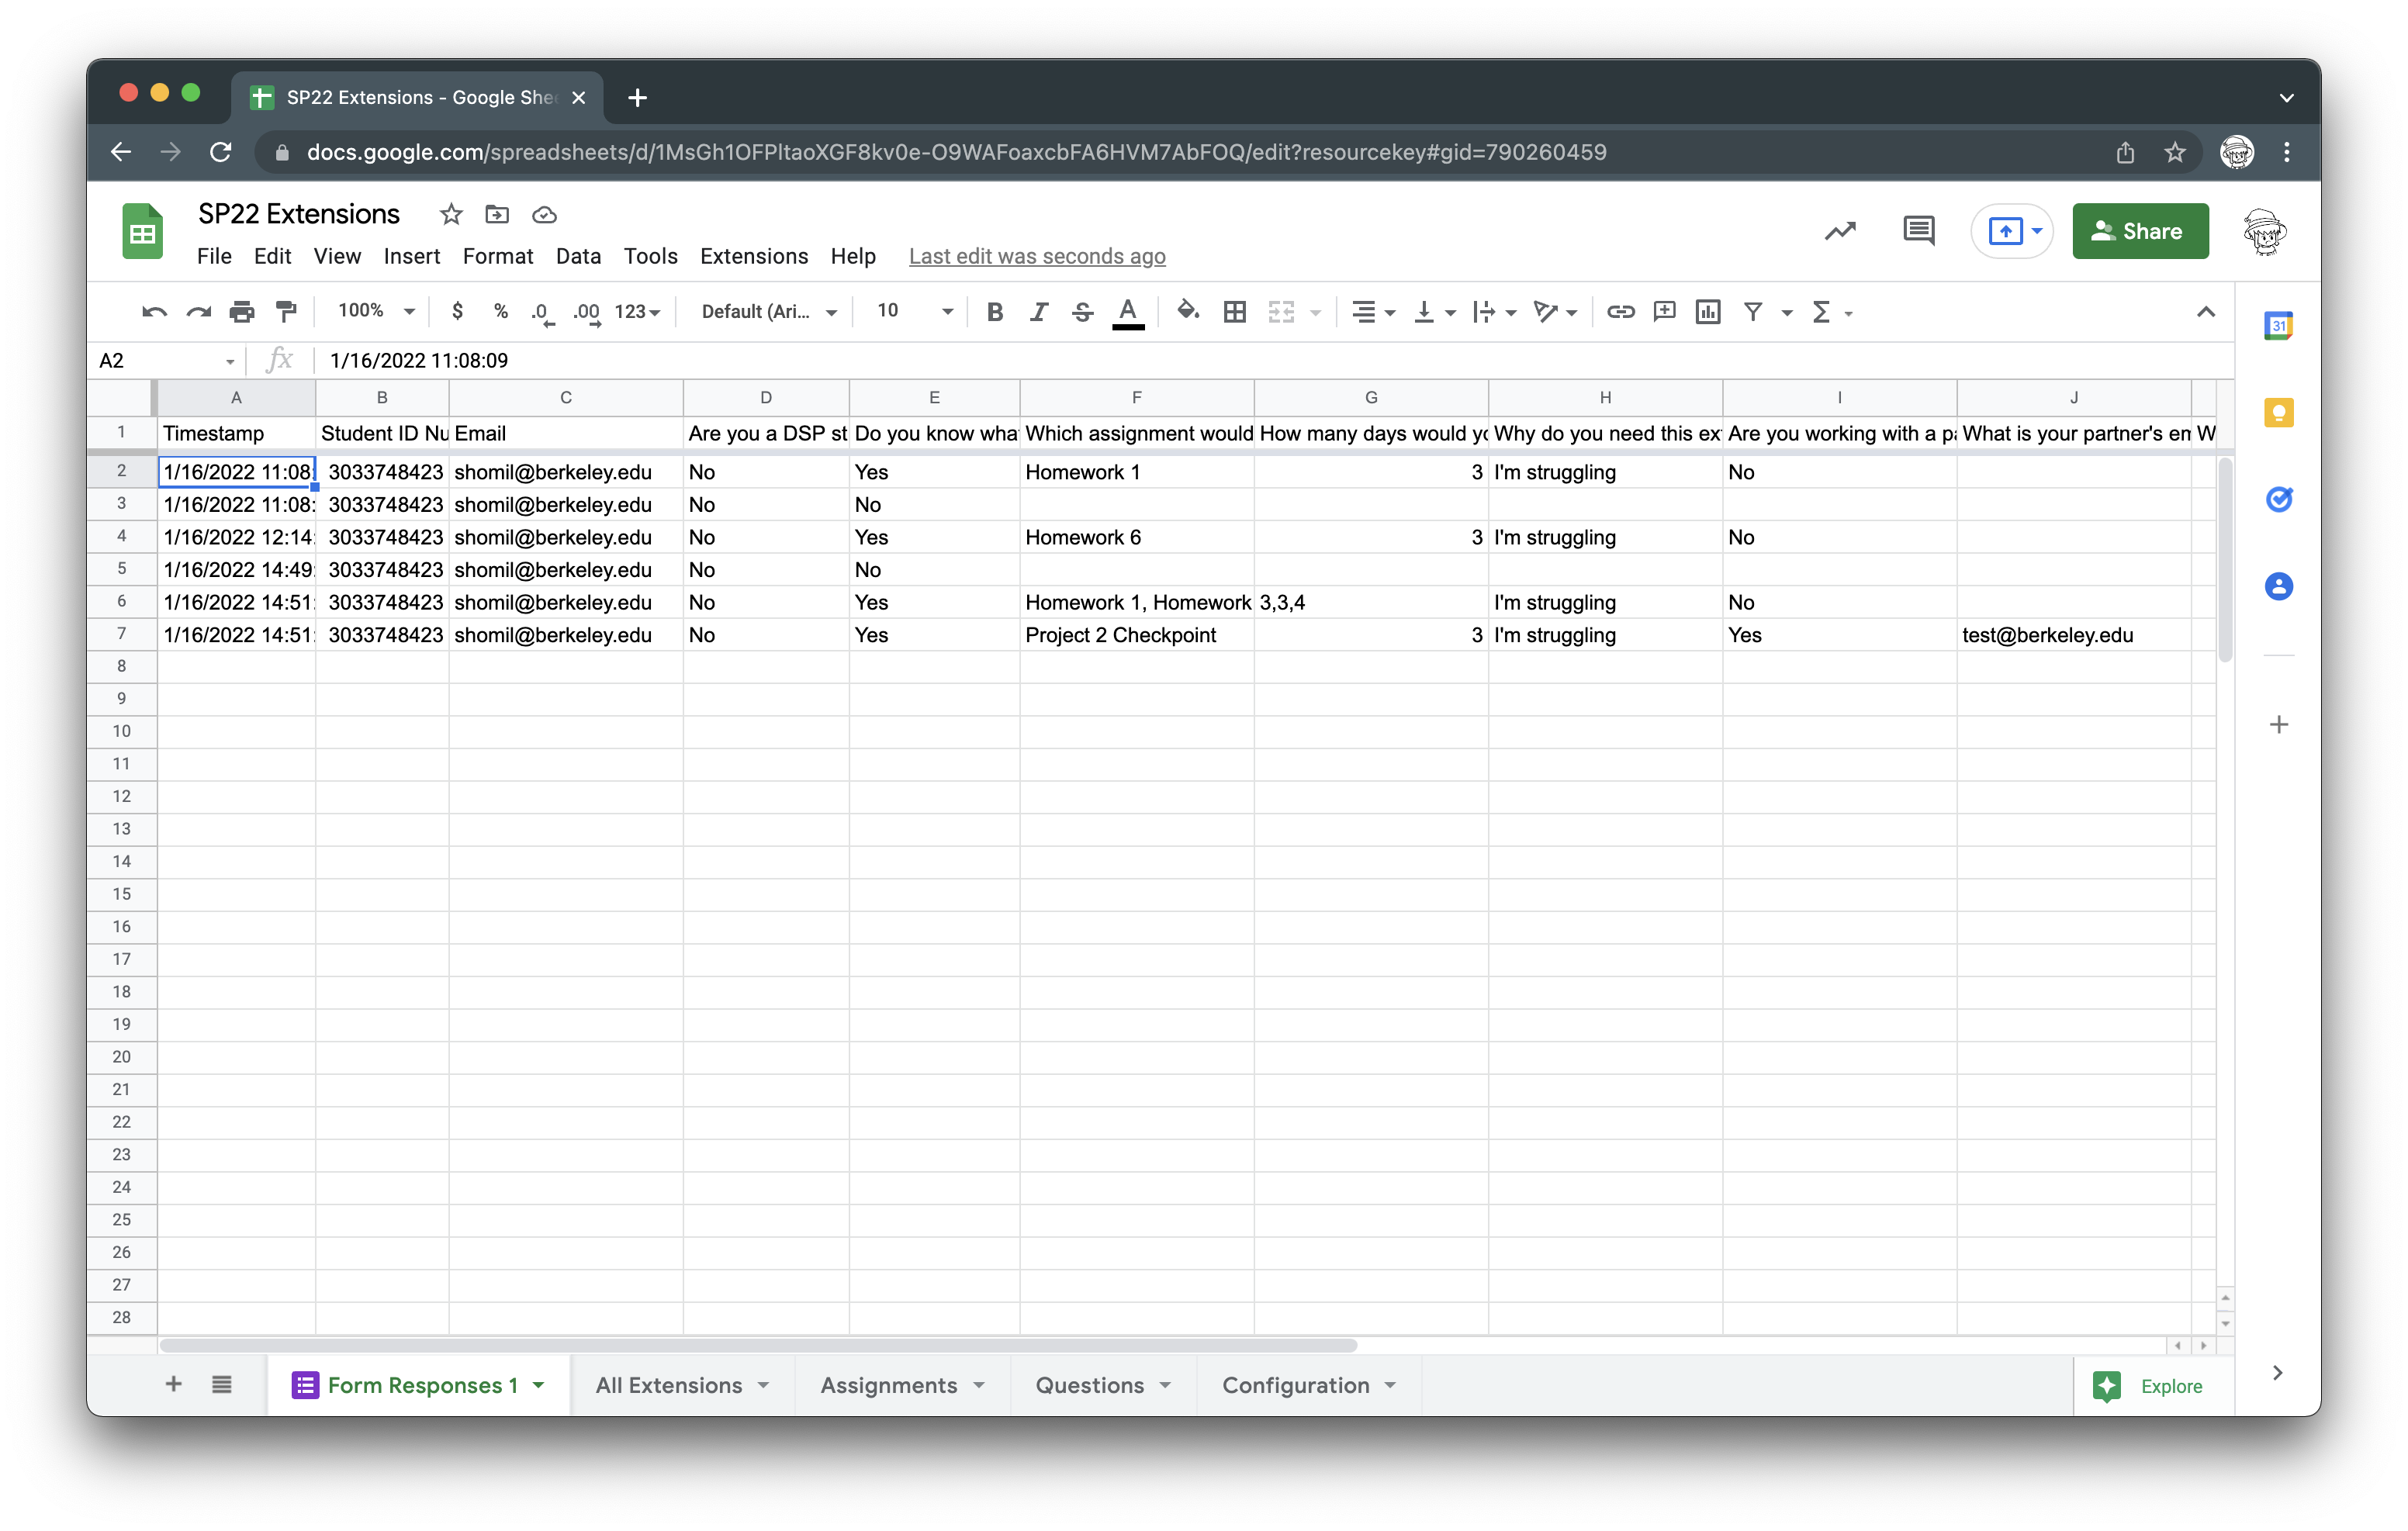 SP22 Extensions - Google She
docs.google.com/spreadsheets/d/1MsGh1OFPltaoXGF8kv0e-O9WAFoaxcbFA6HVM7AbFOQ/edit?resourcekey#gid=790260459
SP22 Extensions
File Edit View Insert Format Data Tools Extensions Help Last edit was seconds ago
Share
100% $ % .0 .00 123 Default (Ari... 10 B I S A
31
A2 fx 1/16/2022 11:08:09
A B C D E F G H I J
1 Timestamp Student ID Nu Email Are you a DSP st Do you know wha Which assignment would How many days would yo Why do you need this ex Are you working with a pa What is your partner's em W
2 1/16/2022 11:08: 3033748423 shomil@berkeley.edu No Yes Homework 1 3 I'm struggling No
3 1/16/2022 11:08: 3033748423 shomil@berkeley.edu No No
4 1/16/2022 12:14: 3033748423 shomil@berkeley.edu No Yes Homework 6 3 I'm struggling No
5 1/16/2022 14:49: 3033748423 shomil@berkeley.edu No No
6 1/16/2022 14:51: 3033748423 shomil@berkeley.edu No Yes Homework 1, Homework 3,3,4 I'm struggling No
7 1/16/2022 14:51: 3033748423 shomil@berkeley.edu No Yes Project 2 Checkpoint 3 I'm struggling Yes test@berkeley.edu
8
9
10
11
12
13
14
15
16
17
18
19
20
21
22
23
24
25
26
27
28
Form Responses 1 All Extensions Assignments Questions Configuration Explore